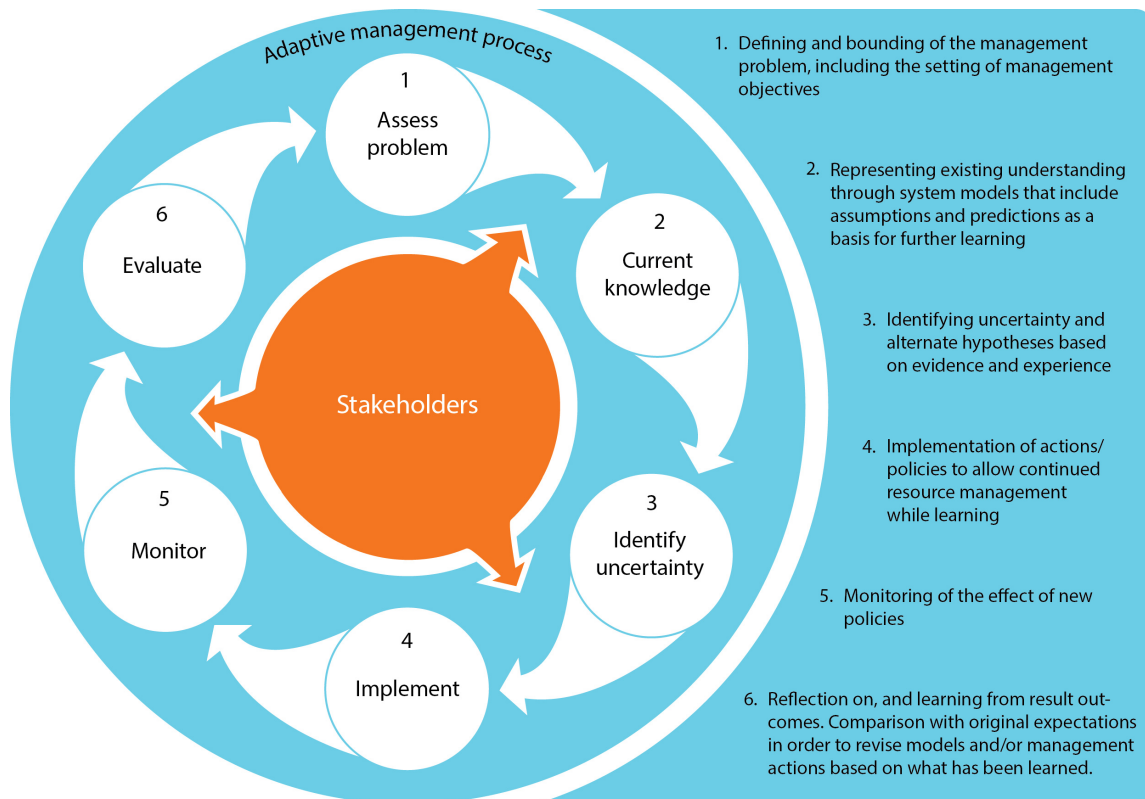 Adaptive management process
1
Assess
problem
2
Current
knowledge
3
Identify
uncertainty
4
Implement
5
Monitor
6
Evaluate
Stakeholders
1. Defining and bounding of the management
problem, including the setting of management
objectives
2. Representing existing understanding
through system models that include
assumptions and predictions as a
basis for further learning
3. Identifying uncertainty and
alternate hypotheses based
on evidence and experience
4. Implementation of actions/
policies to allow continued
resource management
while learning
5. Monitoring of the effect of new
policies
6. Reflection on, and learning from result out-
comes. Comparison with original expectations
in order to revise models and/or management
actions based on what has been learned.